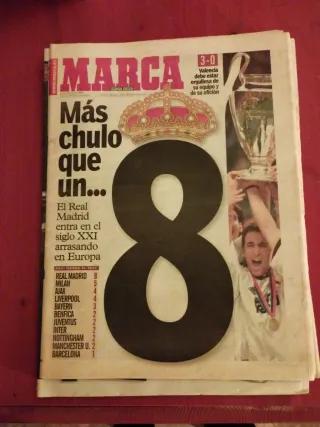 MARCA
3-0
Valencia
debe estar
orgullosa de
su equipo y
de su afición
Más
chulo
que
un...
8
El Real
Madrid
entra en el
siglo XXI
arrasando
en Europa
REAL MADRID 8
MILAN 5
AJAX 4
LIVERPOOL 4
BAYERN 3
BENFICA 2
JUVENTUS 2
INTER 2
NOTTINGHAM 2
MANCHESTER U. 2
BARCELONA 1